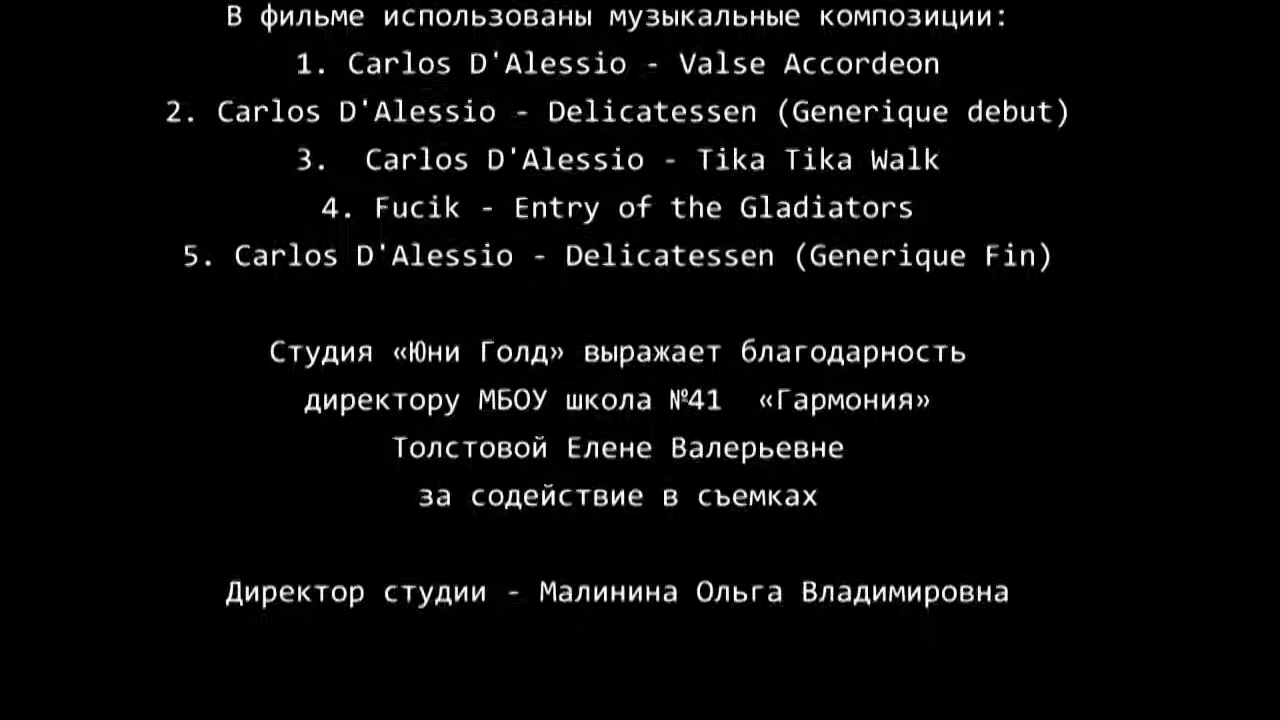 В фильме использованы музыкальные композиции:
1. Carlos D'Alessio - Valse Accordeon
2. Carlos D'Alessio - Delicatessen (Generique debut)
3.  Carlos D'Alessio - Tika Tika Walk
4. Fucik - Entry of the Gladiators
5. Carlos D'Alessio - Delicatessen (Generique Fin)
Студия «Юни Голд» выражает благодарность
директору МБОУ школа №41  «Гармония»
Толстовой Елене Валерьевне
за содействие в съемках
Директор студии - Малинина Ольга Владимировна